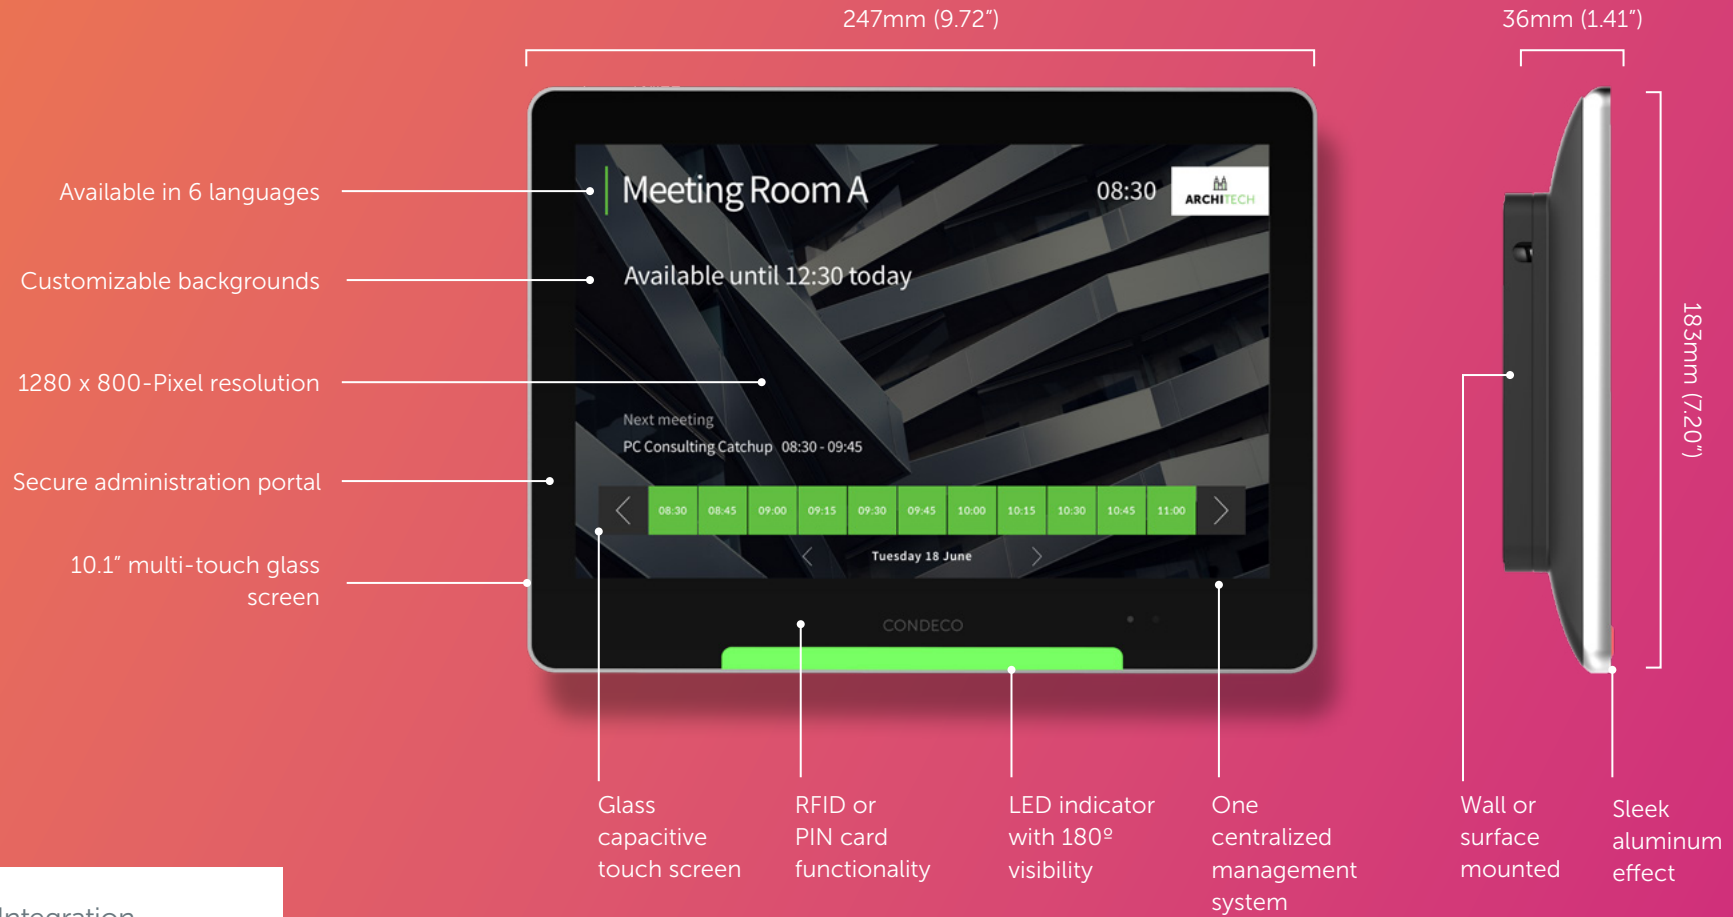 247mm (9.72")
36mm (1.41")
Available in 6 languages
Customizable backgrounds
1280 x 800-Pixel resolution
Secure administration portal
10.1" multi-touch glass
screen
Meeting Room A
08:30
ARCHITECH
Available until 12:30 today
Next meeting
PC Consulting Catchup 08:30 - 09:45
08:30 08:45 09:00 09:15 09:30 09:45 10:00 10:15 10:30 10:45 11:00
Tuesday 18 June
CONDECO
183mm (7.20")
Glass
capacitive
touch screen
RFID or
PIN card
functionality
LED indicator
with 180º
visibility
One
centralized
management
system
Wall or
surface
mounted
Sleek
aluminum
effect
Integration